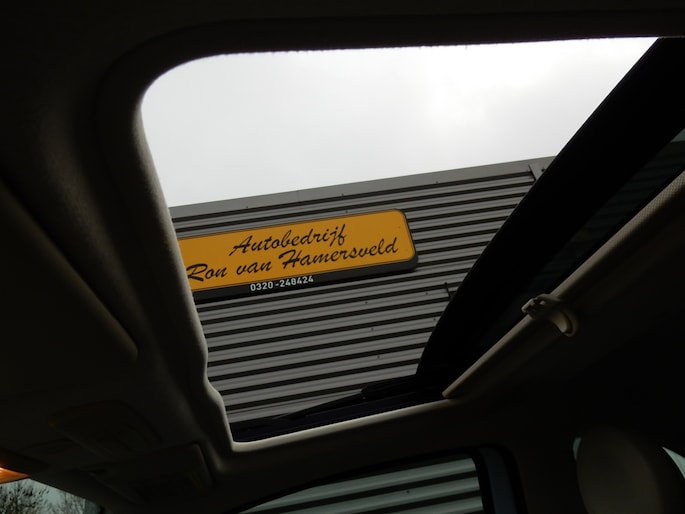 Autobedrijf
Ron van Hamersveld
0320-248424